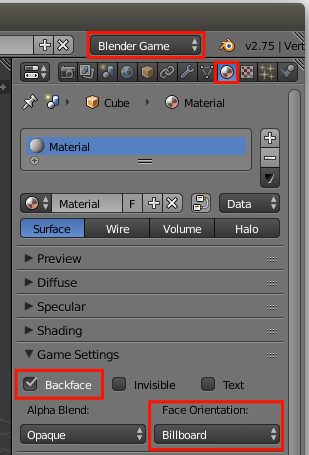 Blender Game
v2.75 | Vert
Cube
Material
Material
Material
F
Data
Surface
Wire
Volume
Halo
Preview
Diffuse
Specular
Shading
Game Settings
Backface
Invisible
Text
Alpha Blend:
Face Orientation:
Opaque
Billboard